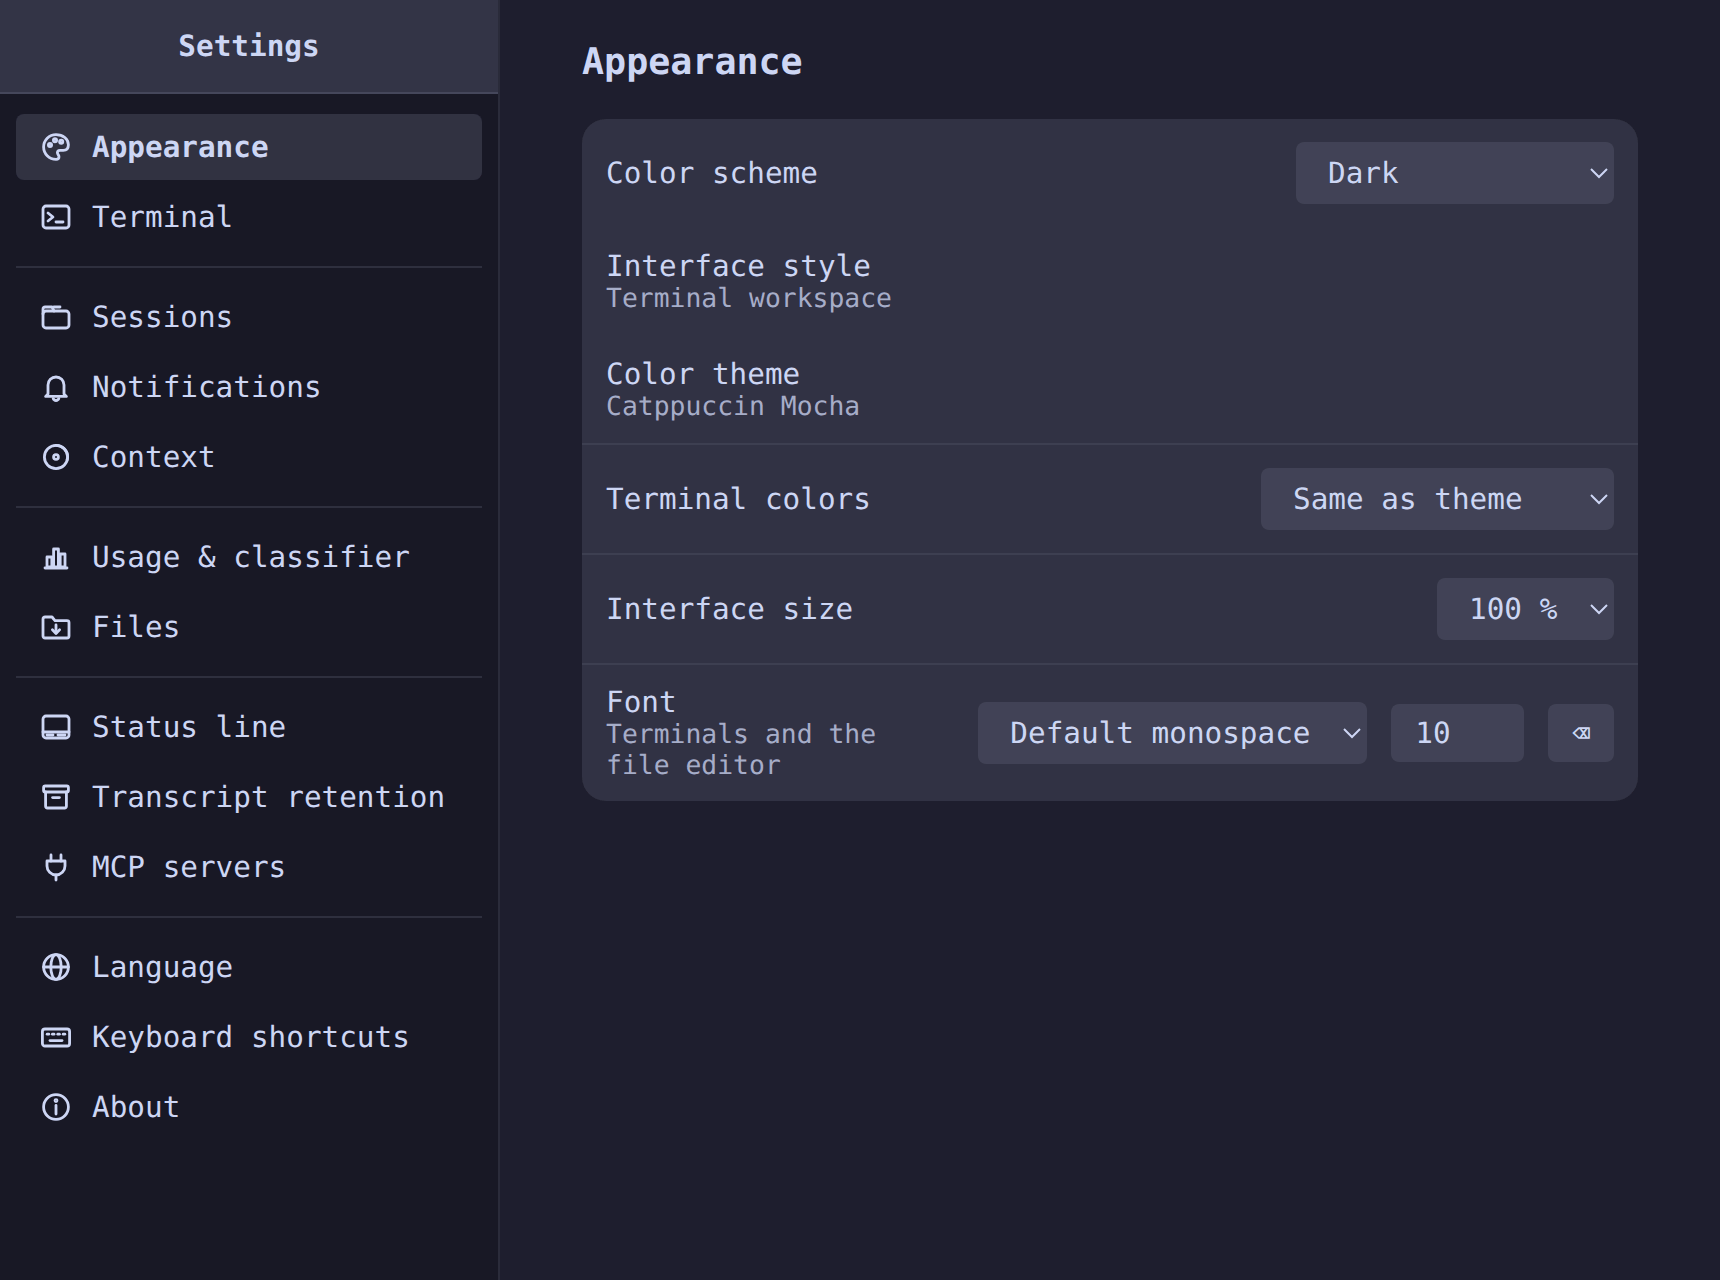 Settings
Appearance
Terminal
Sessions
Notifications
Context
Usage & classifier
Files
Status line
Transcript retention
MCP servers
Language
Keyboard shortcuts
About
Appearance
Color scheme
Dark
Interface style
Terminal workspace
Color theme
Catppuccin Mocha
Terminal colors
Same as theme
Interface size
100 %
Font
Terminals and the
file editor
Default monospace
10
⌫